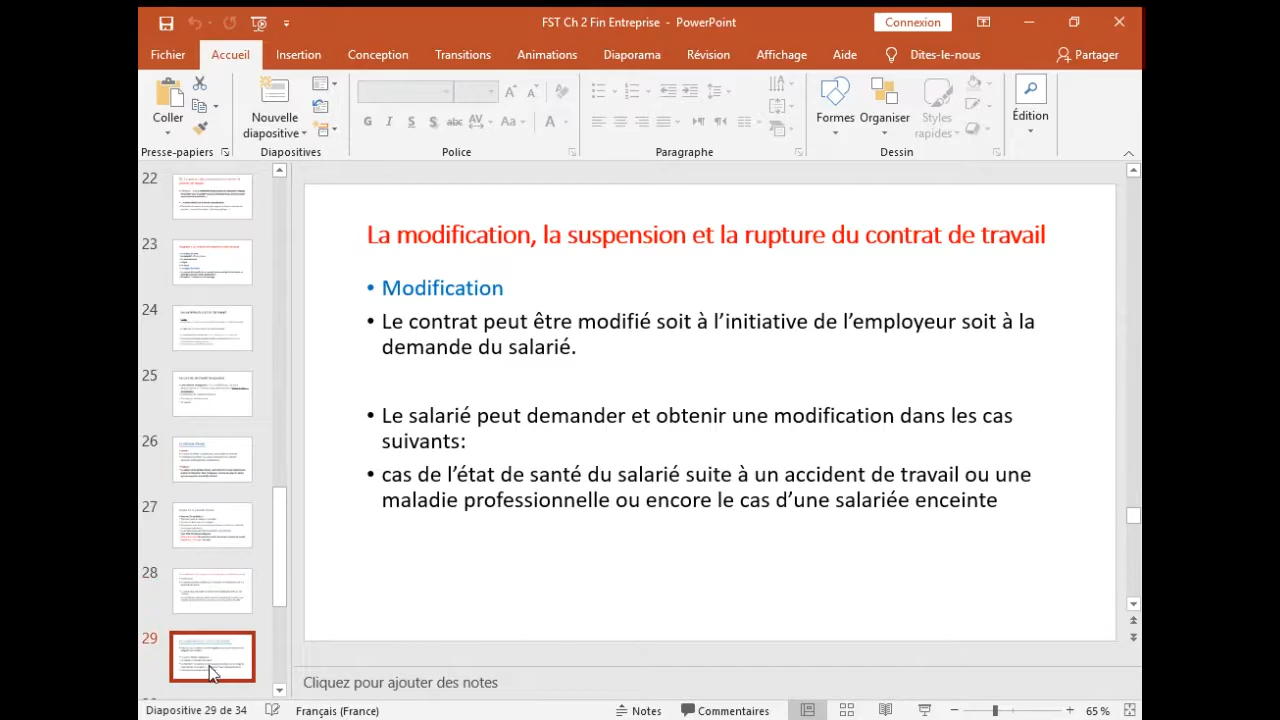 FST Ch 2 Fin Entreprise - PowerPoint
Connexion
Fichier
Accueil
Insertion
Conception
Transitions
Animations
Diaporama
Révision
Affichage
Aide
Dites-le-nous
Partager
Coller
Nouvelle
diapositive
G I S S abc AV Aa A
Formes
Organiser
Styles
rapides
Édition
Presse-papiers
Diapositives
Police
Paragraphe
Dessin
22
23
24
25
26
27
28
29
La modification, la suspension et la rupture du contrat de travail
• Modification
• Le contrat peut être modifié soit à l’initiative de l’employeur soit à la
demande du salarié.
• Le salarié peut demander et obtenir une modification dans les cas
suivants:
• cas de l’état de santé du salarie suite à un accident de travail ou une
maladie professionnelle ou encore le cas d’une salariée enceinte
Cliquez pour ajouter des notes
Diapositive 29 de 34
Français (France)
Notes
Commentaires
65 %